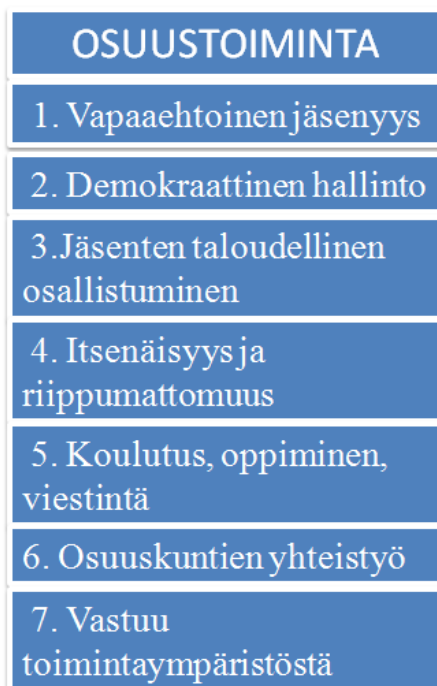 OSUUSTOIMINTA
1. Vapaaehtoinen jäsenyys
2. Demokraattinen hallinto
3.Jäsenten taloudellinen
osallistuminen
4. Itsenäisyys ja
riippumattomuus
5. Koulutus, oppiminen,
viestintä
6. Osuuskuntien yhteistyö
7. Vastuu
toimintaympäristöstä